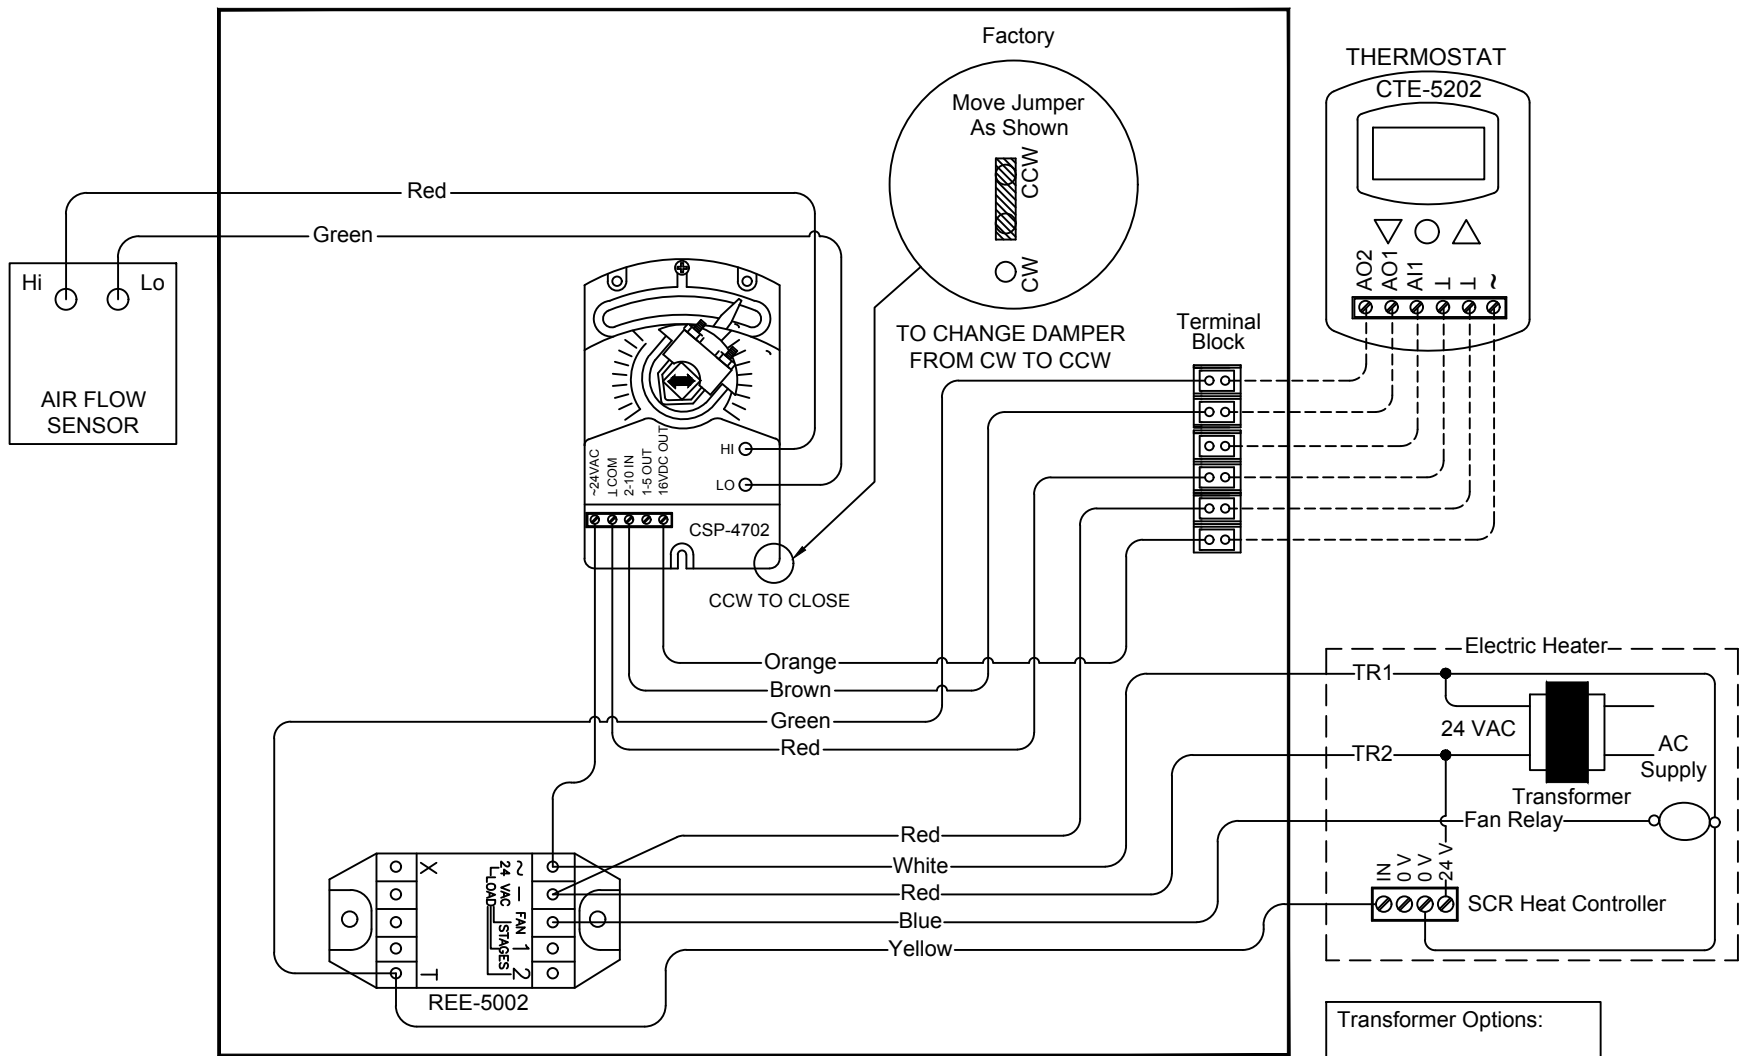 Factory
Move Jumper
As Shown
CCW
CW
TO CHANGE DAMPER
FROM CW TO CCW
THERMOSTAT
CTE-5202
AO2
AO1
AI1
⊥
⊥
~
Terminal
Block
Red
Green
Hi
Lo
AIR FLOW
SENSOR
HI
LO
~24VAC
⊥ COM
2-10 IN
1-5 OUT
16VDC OUT
CSP-4702
CCW TO CLOSE
Orange
Brown
Green
Red
Red
White
Red
Blue
Yellow
X
T
~
24 VAC
LOAD
FAN
STAGES
1
2
REE-5002
Electric Heater
TR1
24 VAC
TR2
AC
Supply
Transformer
Fan Relay
IN
0 V
0 V
24 V
SCR Heat Controller
Transformer Options: